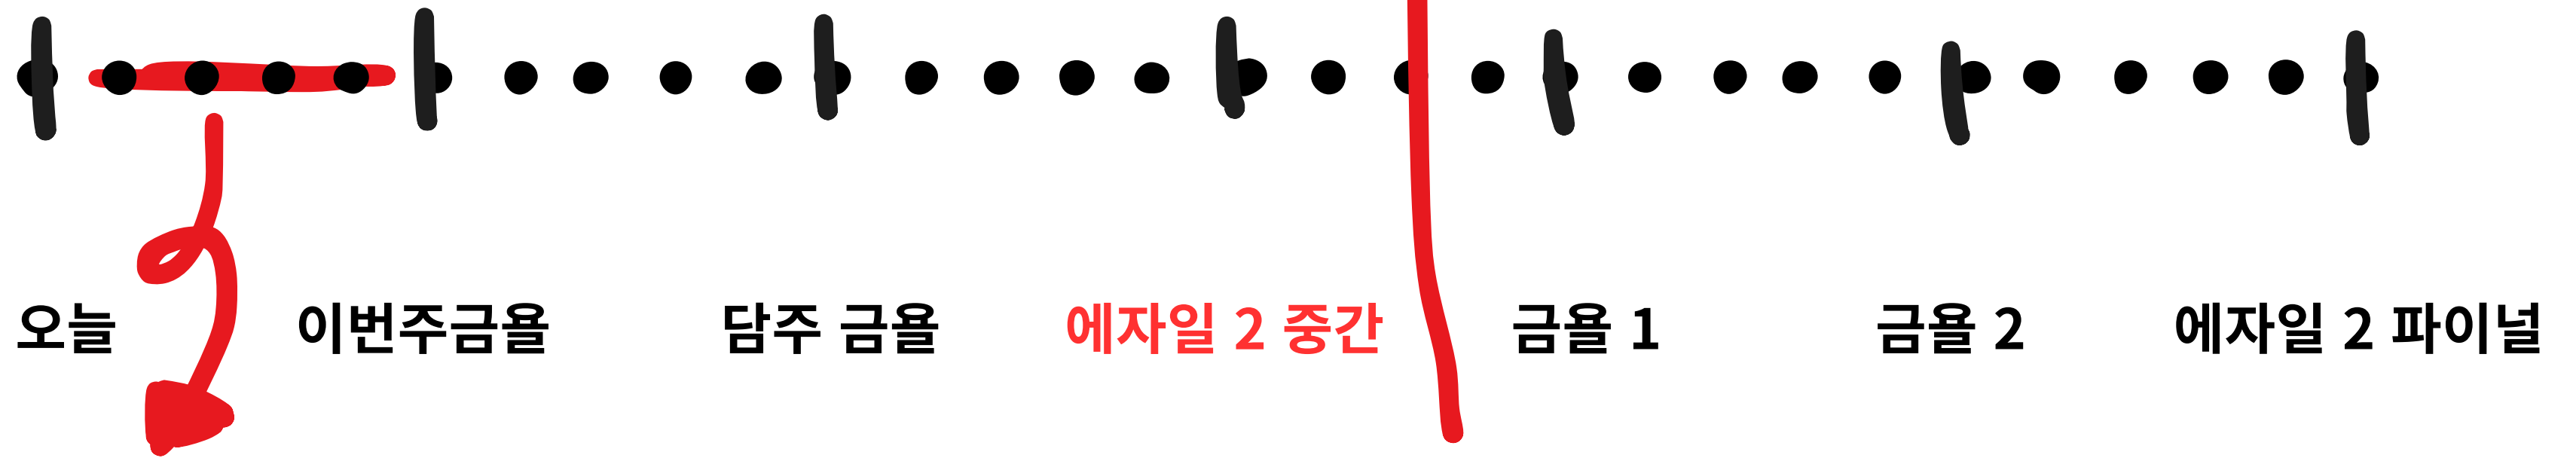 오늘 이번주금욜 담주 금욜 에자일 2 중간 금욜 1 금욜 2 에자일 2 파이널